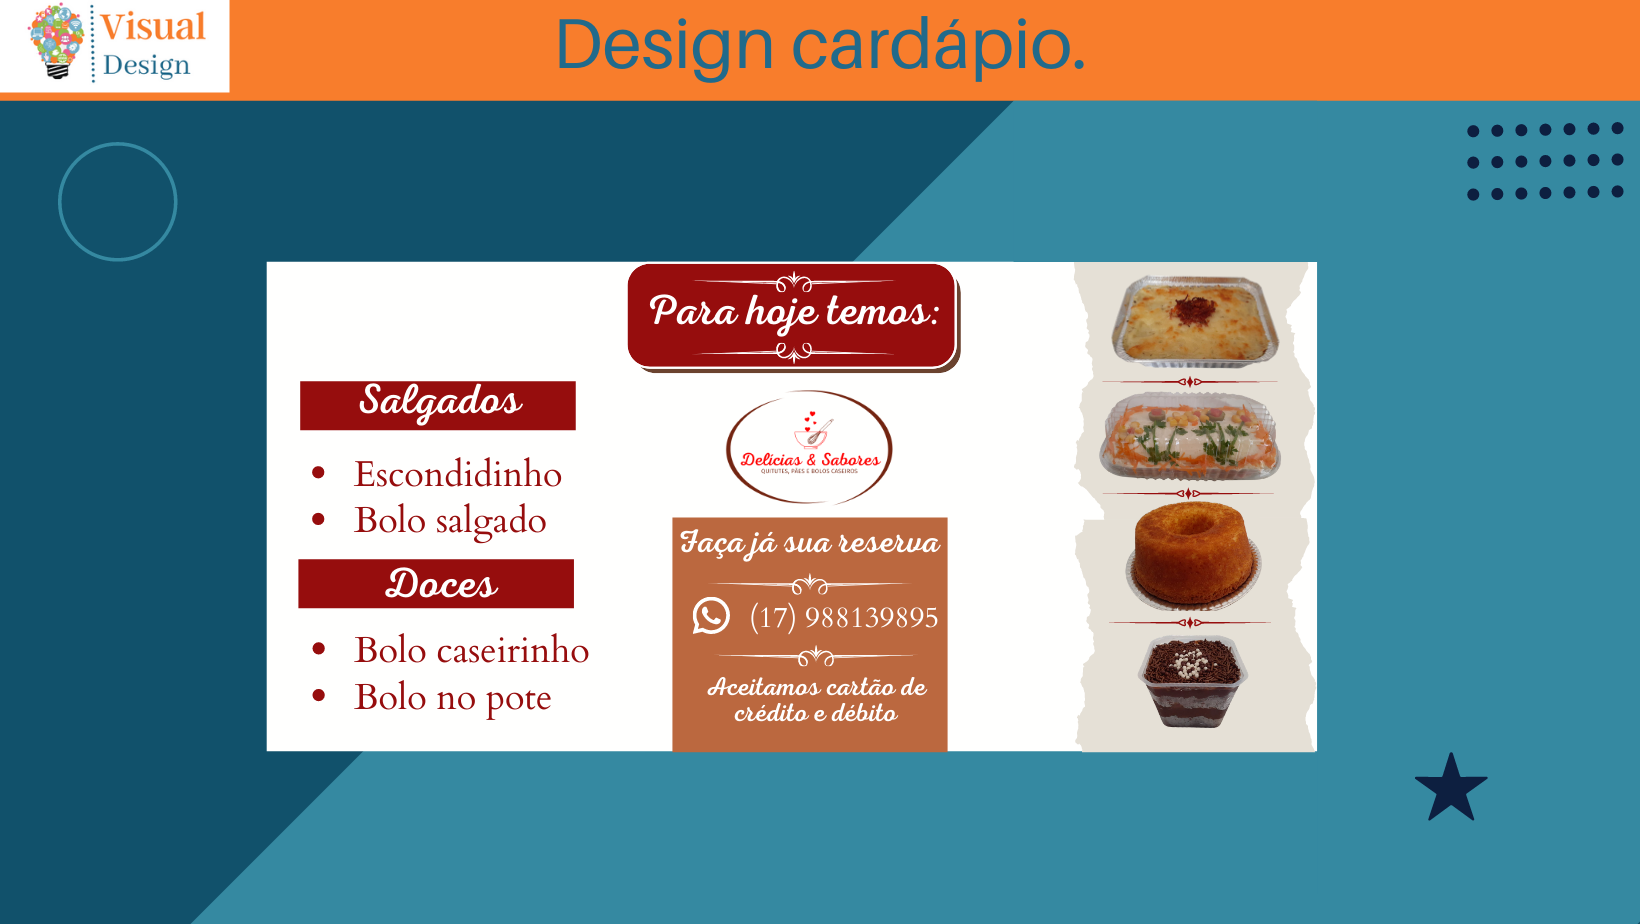 Visual
Design
Design cardápio.
Para hoje temos:
Salgados
Escondidinho
Bolo salgado
Doces
Bolo caseirinho
Bolo no pote
Delícias & Sabores
QUITUTES, PÃES E BOLOS CASEIROS
Faça já sua reserva
(17) 988139895
Aceitamos cartão de
crédito e débito